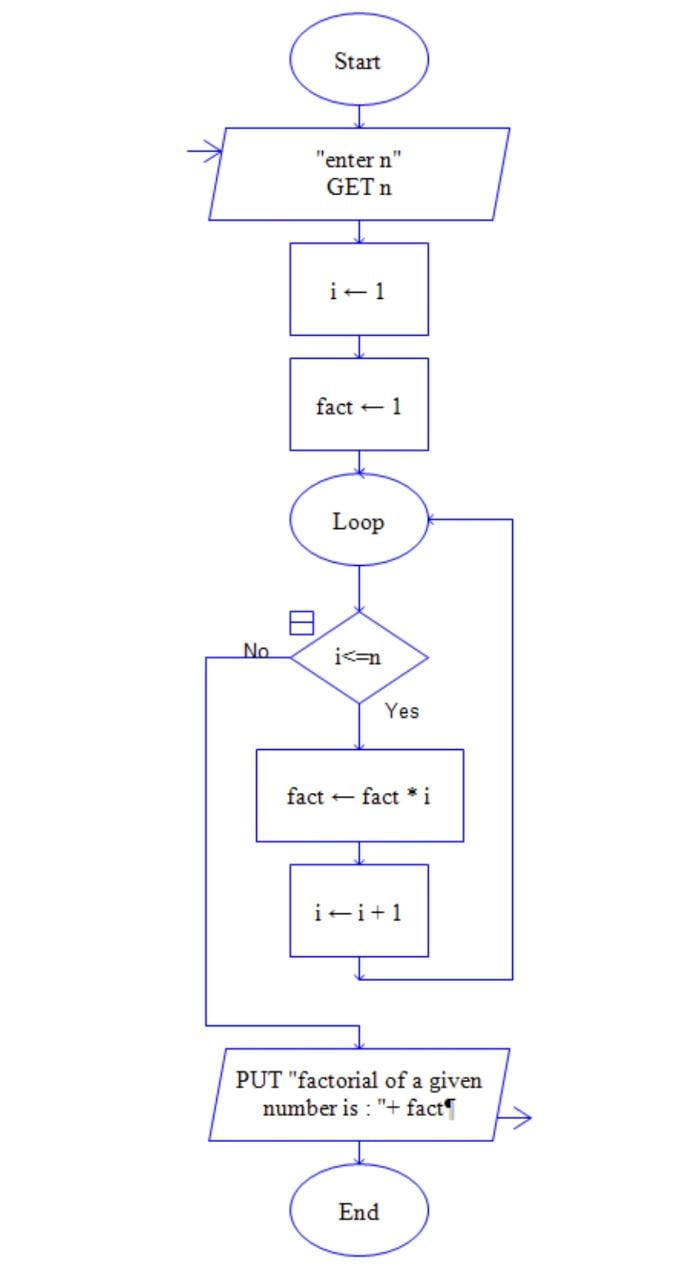 Start
"enter n"
GET n
i ← 1
fact ← 1
Loop
No
i<=n
Yes
fact ← fact * i
i ← i + 1
PUT "factorial of a given
number is : "+ fact¶
End